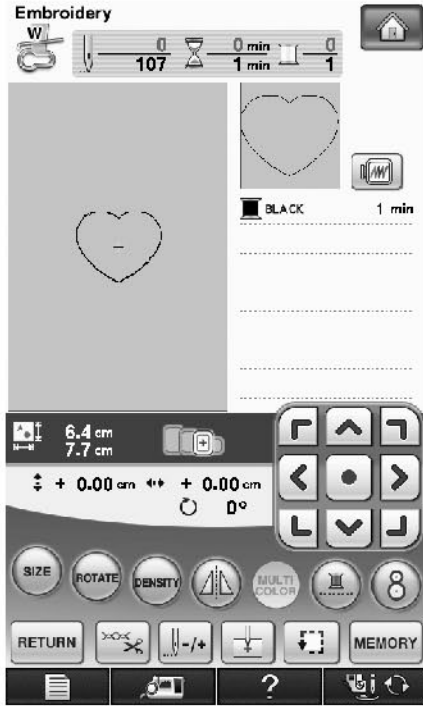 Embroidery
W
0 0 min 0
107 1 min 1
BLACK 1 min
6.4 cm
7.7 cm
+ 0.00 cm + 0.00 cm
0°
SIZE ROTATE DENSITY MULTI COLOR 8
RETURN -/+ MEMORY
?